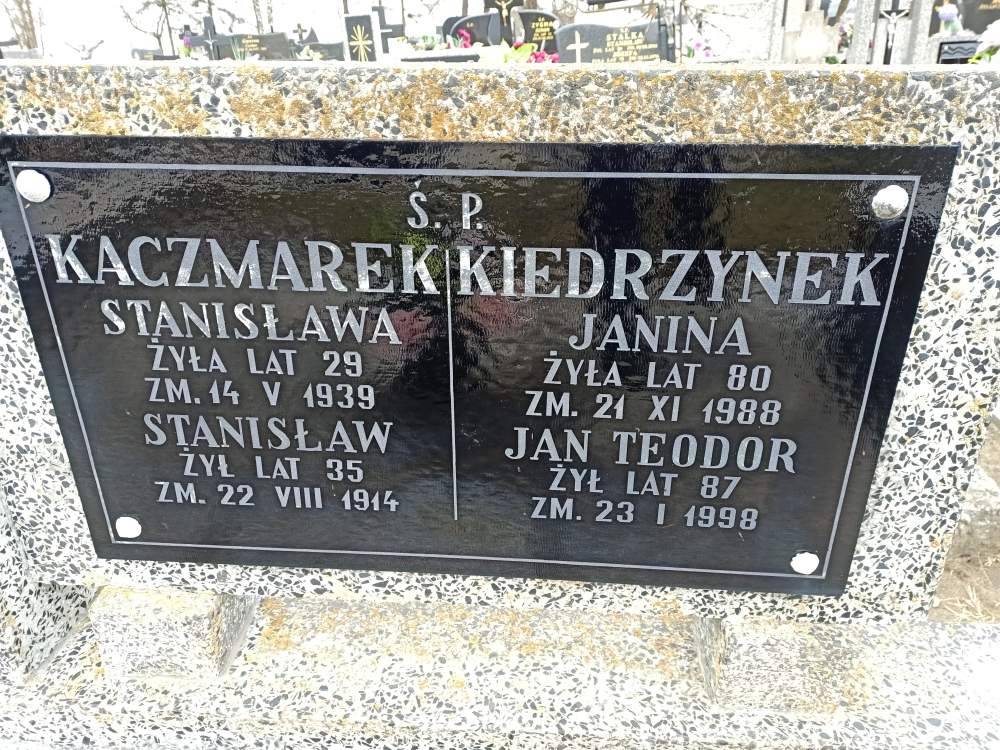 Ś. P.
KACZMAREK
STANISŁAWA
ŻYŁA LAT 29
ZM. 14 V 1939
STANISŁAW
ŻYŁ LAT 35
ZM. 22 VIII 1914
KIEDRZYNEK
JANINA
ŻYŁA LAT 80
ZM. 21 XI 1988
JAN TEODOR
ŻYŁ LAT 87
ZM. 23 I 1998
STALKA